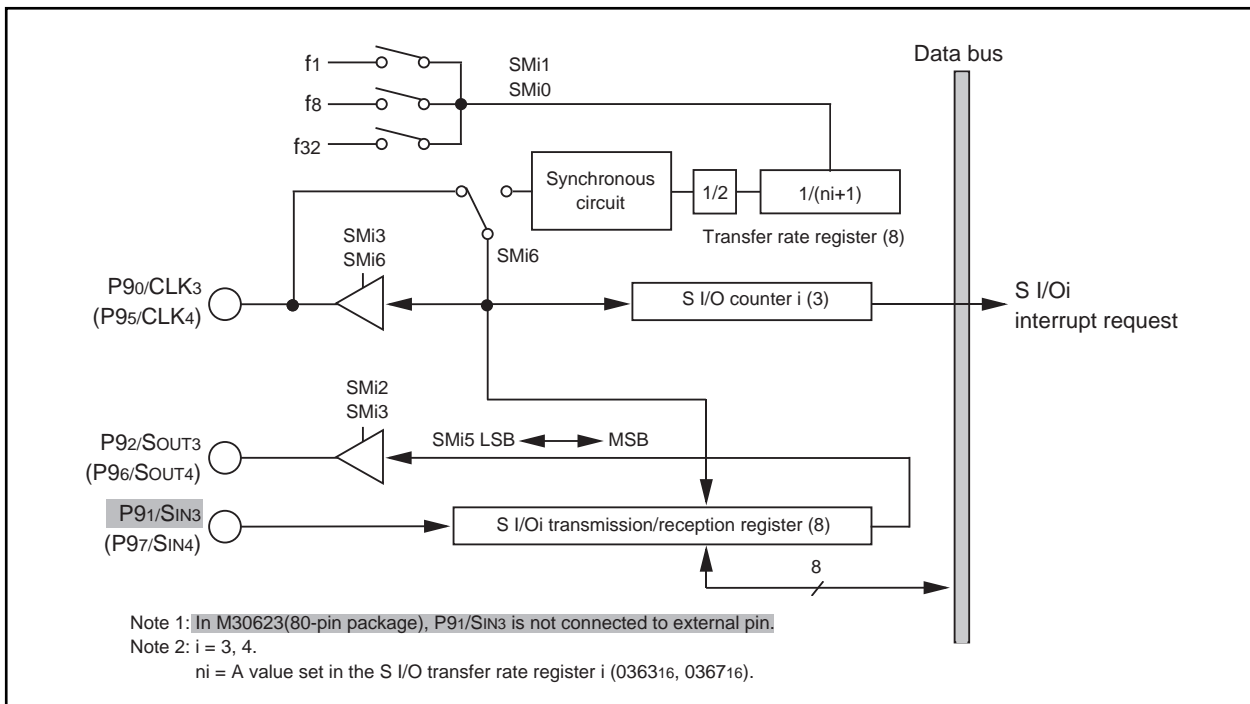 Data bus
f1
SMi1
SMi0
f8
f32
Synchronous
circuit
1/2
1/(ni+1)
Transfer rate register (8)
SMi3
SMi6
SMi6
P90/CLK3
(P95/CLK4)
S I/O counter i (3)
S I/Oi
interrupt request
SMi2
SMi3
P92/SOUT3
(P96/SOUT4)
SMi5 LSB
MSB
P91/SIN3
(P97/SIN4)
S I/Oi transmission/reception register (8)
8
Note 1: In M30623(80-pin package), P91/SIN3 is not connected to external pin.
Note 2: i = 3, 4.
ni = A value set in the S I/O transfer rate register i (036316, 036716).